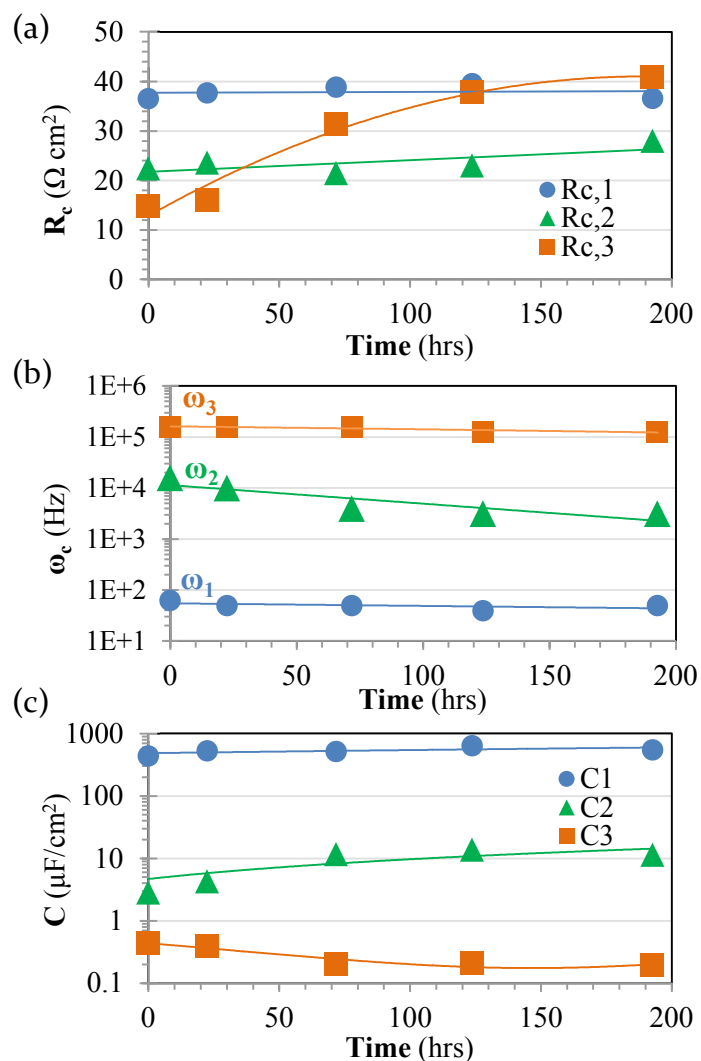 (a)
50
40
30
20
10
0
R_c (Ω cm²)
Rc,1
Rc,2
Rc,3
0 50 100 150 200
Time (hrs)
(b)
1E+6
1E+5
1E+4
1E+3
1E+2
1E+1
ω_c (Hz)
ω₃
ω₂
ω₁
0 50 100 150 200
Time (hrs)
(c)
1000
100
10
1
0.1
C (µF/cm²)
C1
C2
C3
0 50 100 150 200
Time (hrs)